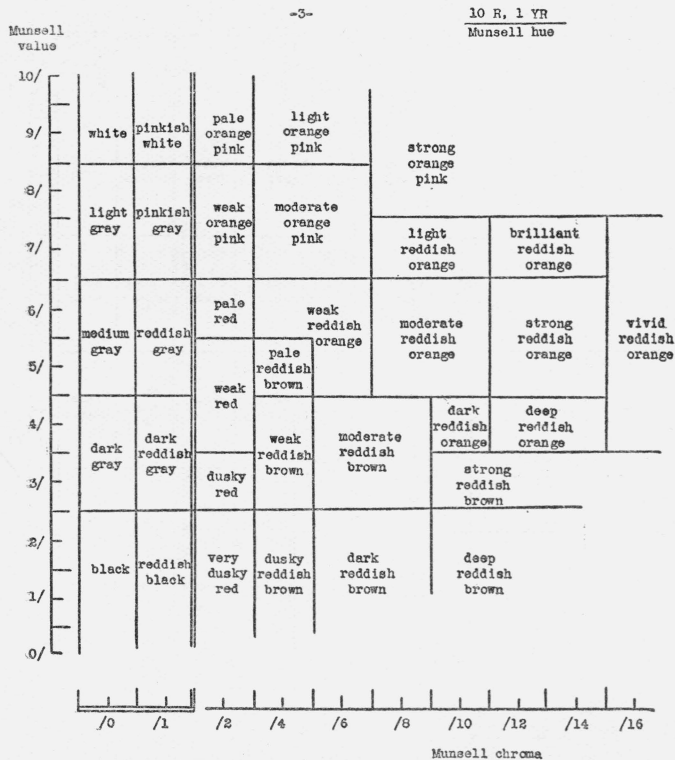 -3-
10 R, 1 YR
Munsell hue
Munsell
value
10/
9/
8/
7/
6/
5/
4/
3/
2/
1/
0/
white
pinkish
white
pale
orange
pink
light
orange
pink
strong
orange
pink
light
gray
pinkish
gray
weak
orange
pink
moderate
orange
pink
light
reddish
orange
brilliant
reddish
orange
medium
gray
reddish
gray
pale
red
weak
reddish
orange
moderate
reddish
orange
strong
reddish
orange
vivid
reddish
orange
pale
reddish
brown
weak
red
dark
gray
dark
reddish
gray
weak
reddish
brown
moderate
reddish
brown
dark
reddish
orange
deep
reddish
orange
dusky
red
strong
reddish
brown
black
reddish
black
very
dusky
red
dusky
reddish
brown
dark
reddish
brown
deep
reddish
brown
/0 /1 /2 /4 /6 /8 /10 /12 /14 /16
Munsell chroma